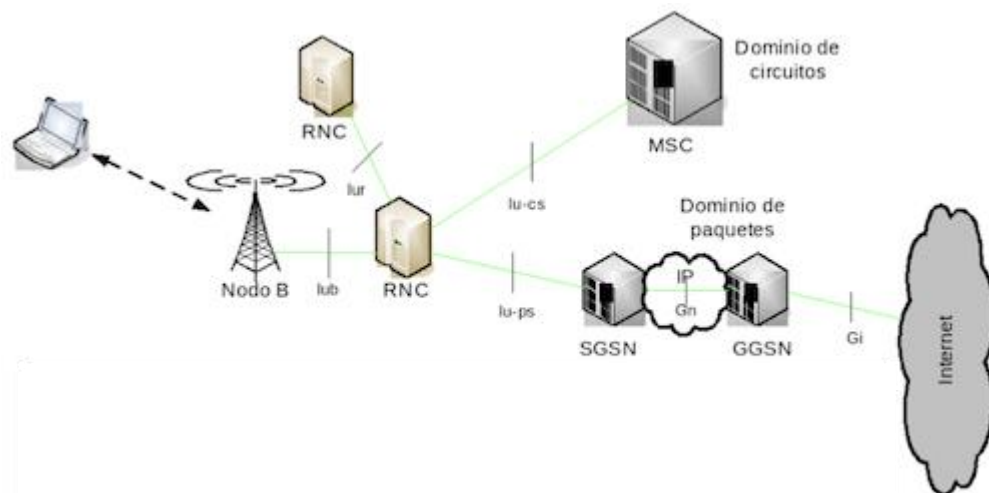 Dominio de
circuitos
RNC
MSC
Iur
Iu-cs
Dominio de
paquetes
Nodo B
Iub
RNC
Iu-ps
IP
Gn
SGSN
GGSN
Gi
Internet